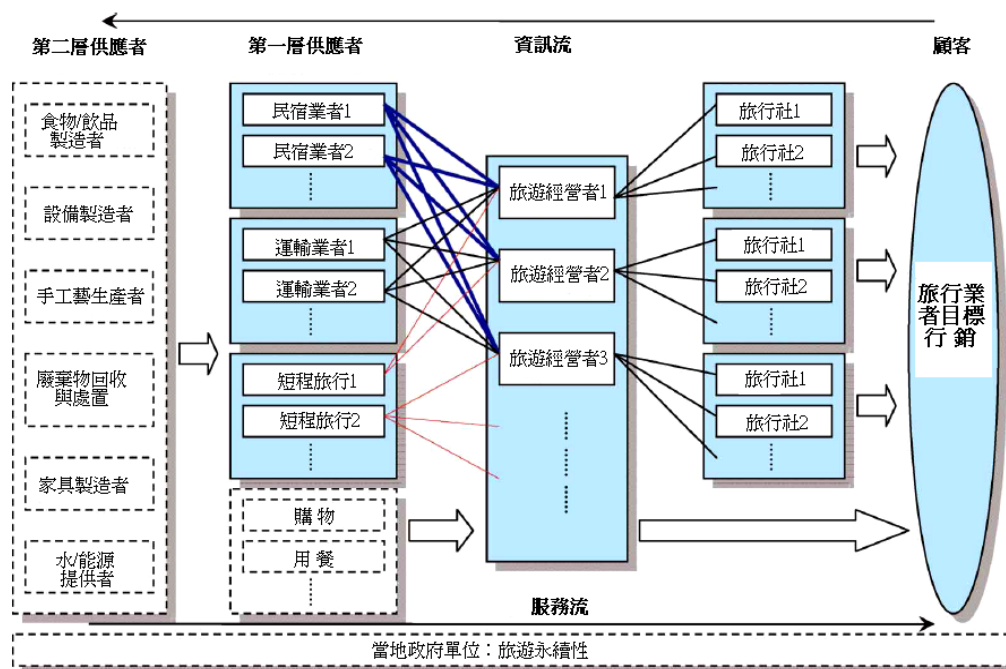 第二層供應者
第一層供應者
資訊流
顧客
食物/飲品
製造者
設備製造者
手工藝生產者
廢棄物回收
與處置
家具製造者
水/能源
提供者
民宿業者1
民宿業者2
運輸業者1
運輸業者2
短程旅行1
短程旅行2
購 物
用 餐
旅遊經營者1
旅遊經營者2
旅遊經營者3
旅行社1
旅行社2
旅行社1
旅行社2
旅行社1
旅行社2
旅行業
者目標
行 銷
服務流
當地政府單位：旅遊永續性